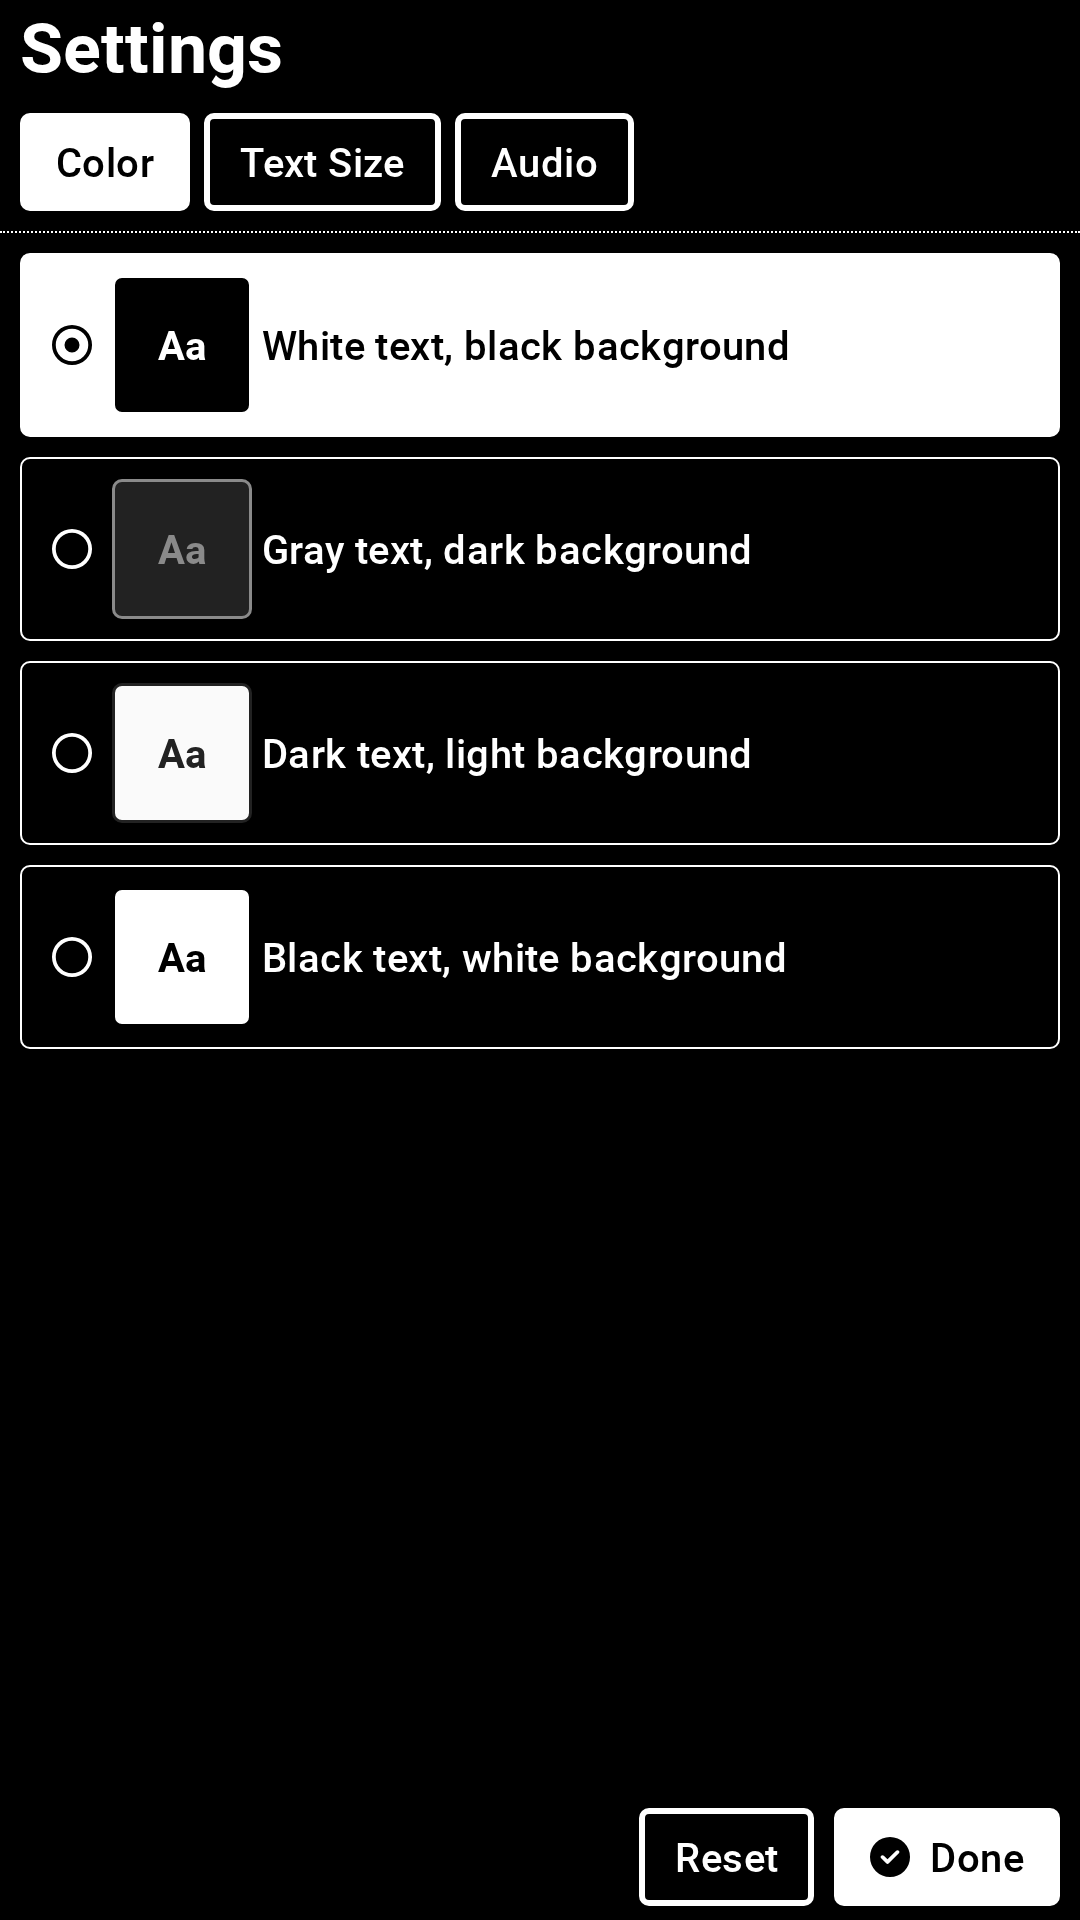 Settings
Color Text Size Audio
Aa White text, black background
Aa Gray text, dark background
Aa Dark text, light background
Aa Black text, white background
Reset Done